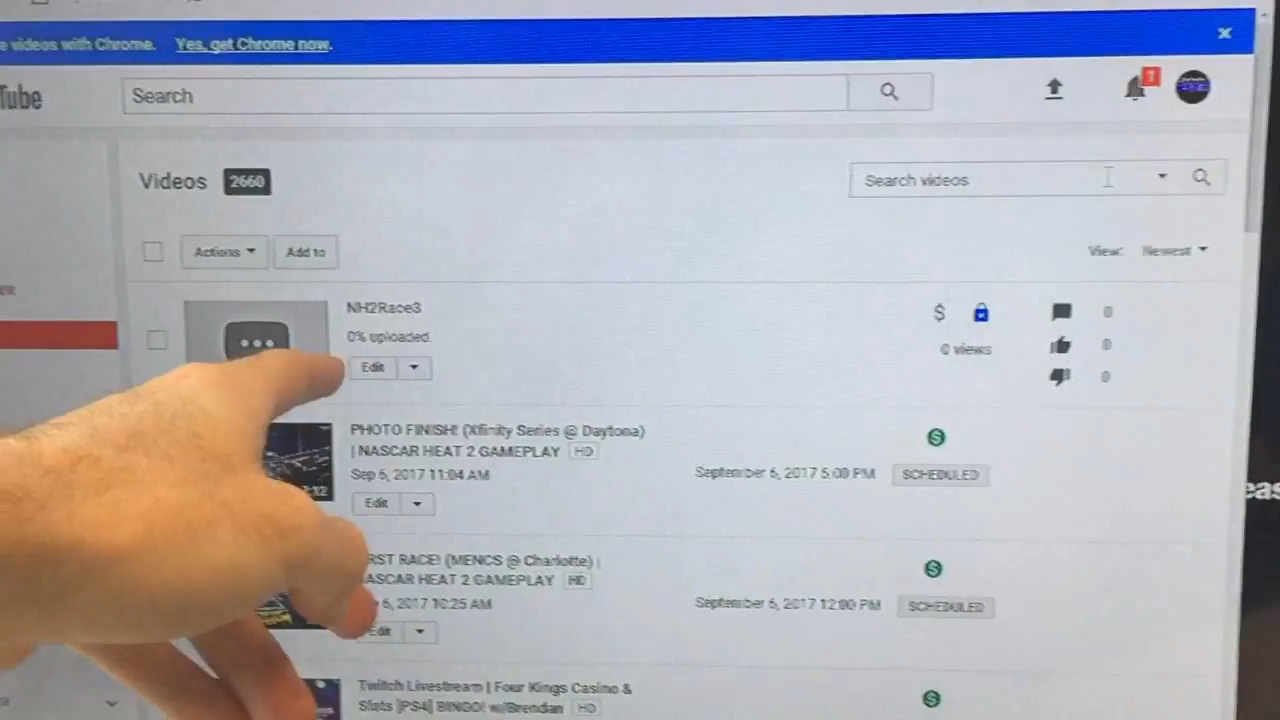 e videos with Chrome. Yes, get Chrome now.
Tube
Search
1
Videos 2660
Search videos
Actions Add to
View: Newest
ER
NH2Race3
0% uploaded.
Edit
$
0
0 views
0
0
PHOTO FINISH! (Xfinity Series @ Daytona)
| NASCAR HEAT 2 GAMEPLAY HD
Sep 6, 2017 11:04 AM
September 6, 2017 5:00 PM
SCHEDULED
Edit
RST RACE! (MENCS @ Charlotte) |
ASCAR HEAT 2 GAMEPLAY HD
6, 2017 10:25 AM
September 6, 2017 12:00 PM
SCHEDULED
Edit
Twitch Livestream | Four Kings Casino &
Slots [PS4] BINGO! w/Brendan HD
eas